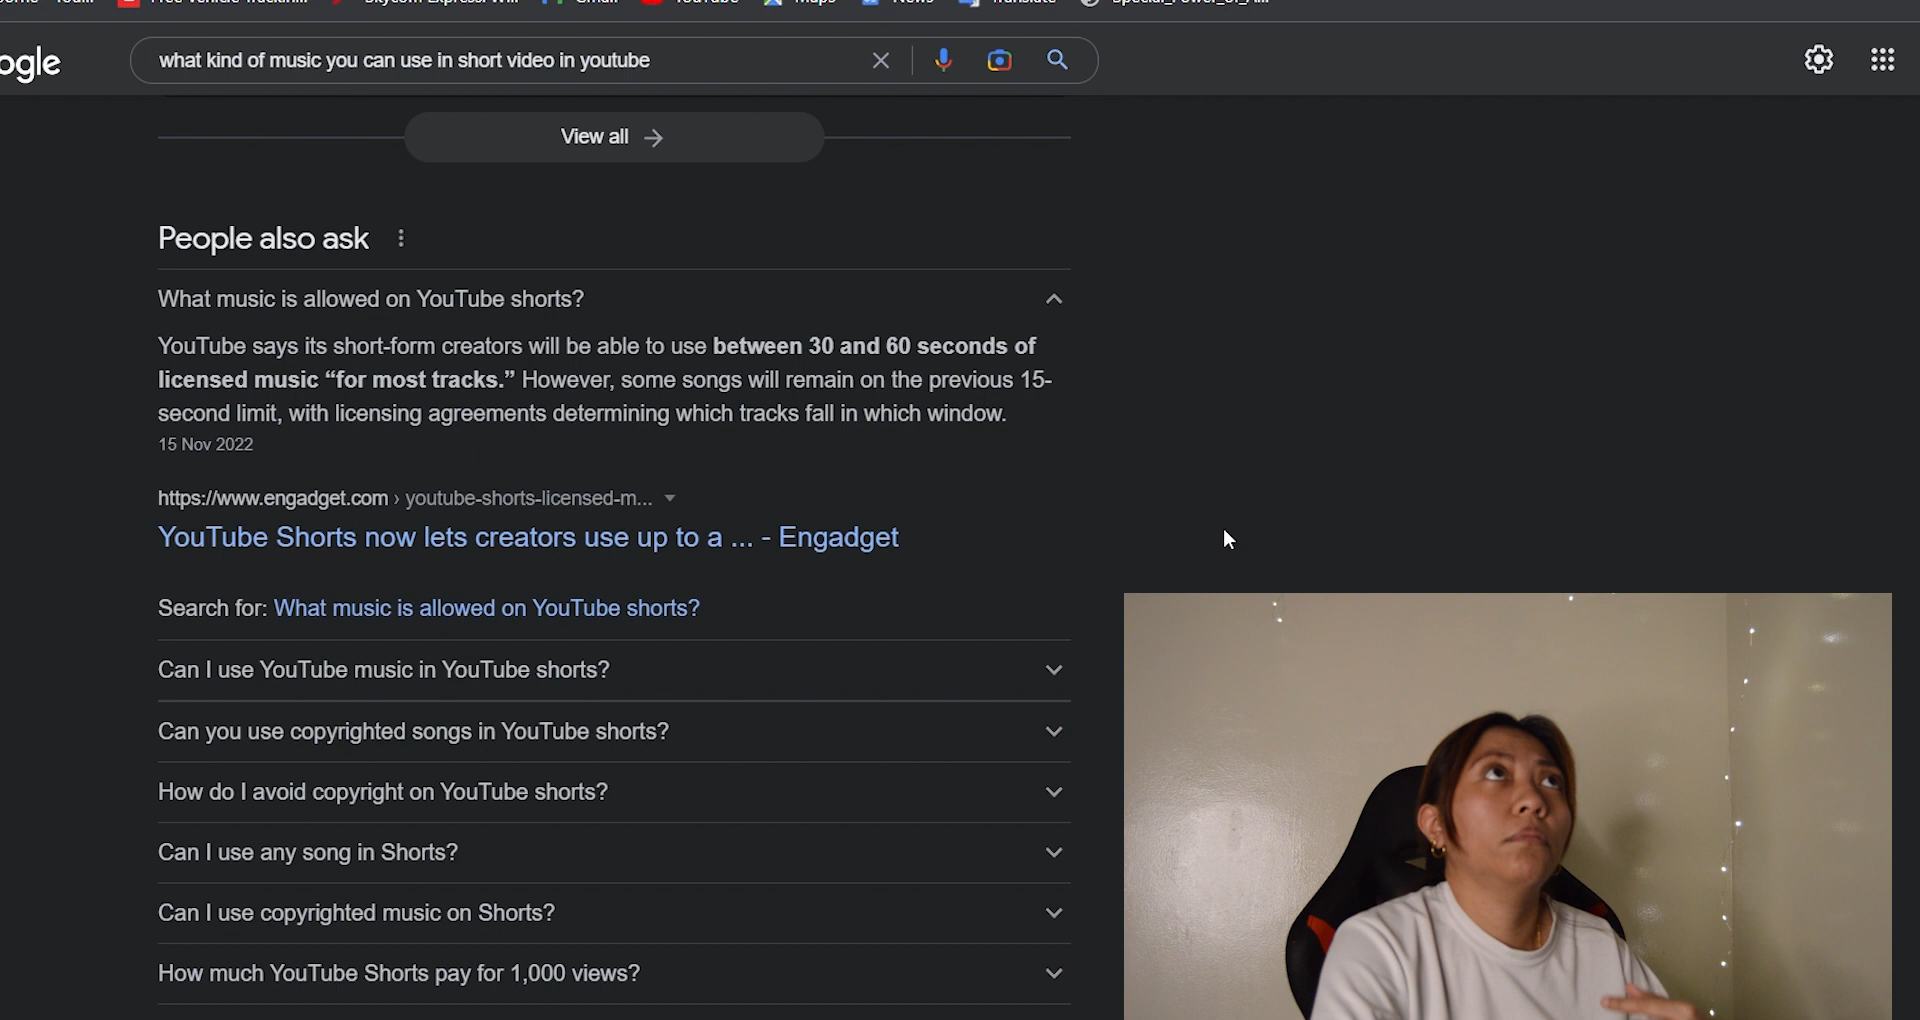 ogle
what kind of music you can use in short video in youtube
View all
People also ask
What music is allowed on YouTube shorts?
YouTube says its short-form creators will be able to use between 30 and 60 seconds of
licensed music “for most tracks.” However, some songs will remain on the previous 15-
second limit, with licensing agreements determining which tracks fall in which window.
15 Nov 2022
https://www.engadget.com › youtube-shorts-licensed-m...
YouTube Shorts now lets creators use up to a ... - Engadget
Search for: What music is allowed on YouTube shorts?
Can I use YouTube music in YouTube shorts?
Can you use copyrighted songs in YouTube shorts?
How do I avoid copyright on YouTube shorts?
Can I use any song in Shorts?
Can I use copyrighted music on Shorts?
How much YouTube Shorts pay for 1,000 views?